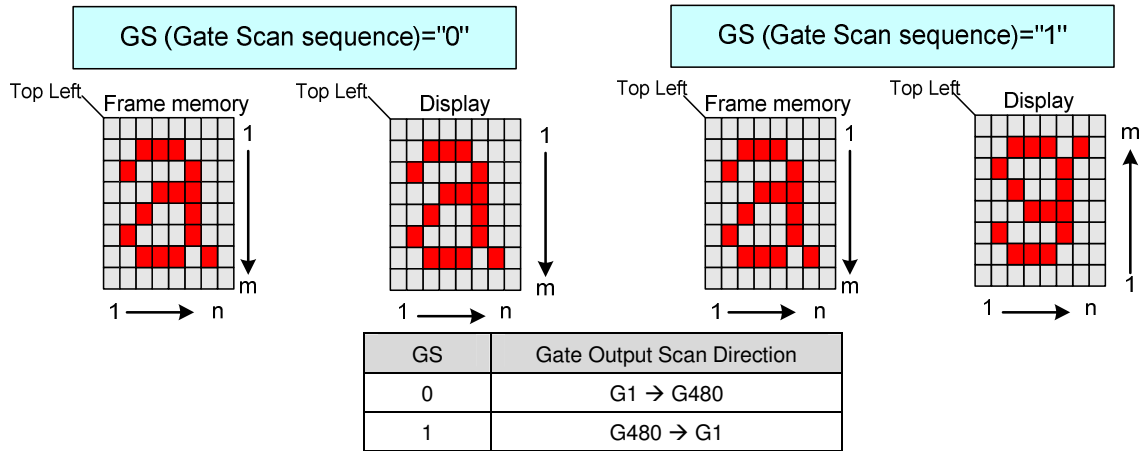 GS (Gate Scan sequence)="0"
GS (Gate Scan sequence)="1"
Top Left
Frame memory
1
m
1 n
Top Left
Display
1
m
1 n
Top Left
Frame memory
1
m
1 n
Top Left
Display
m
1
1 n
GS Gate Output Scan Direction
0 G1 → G480
1 G480 → G1